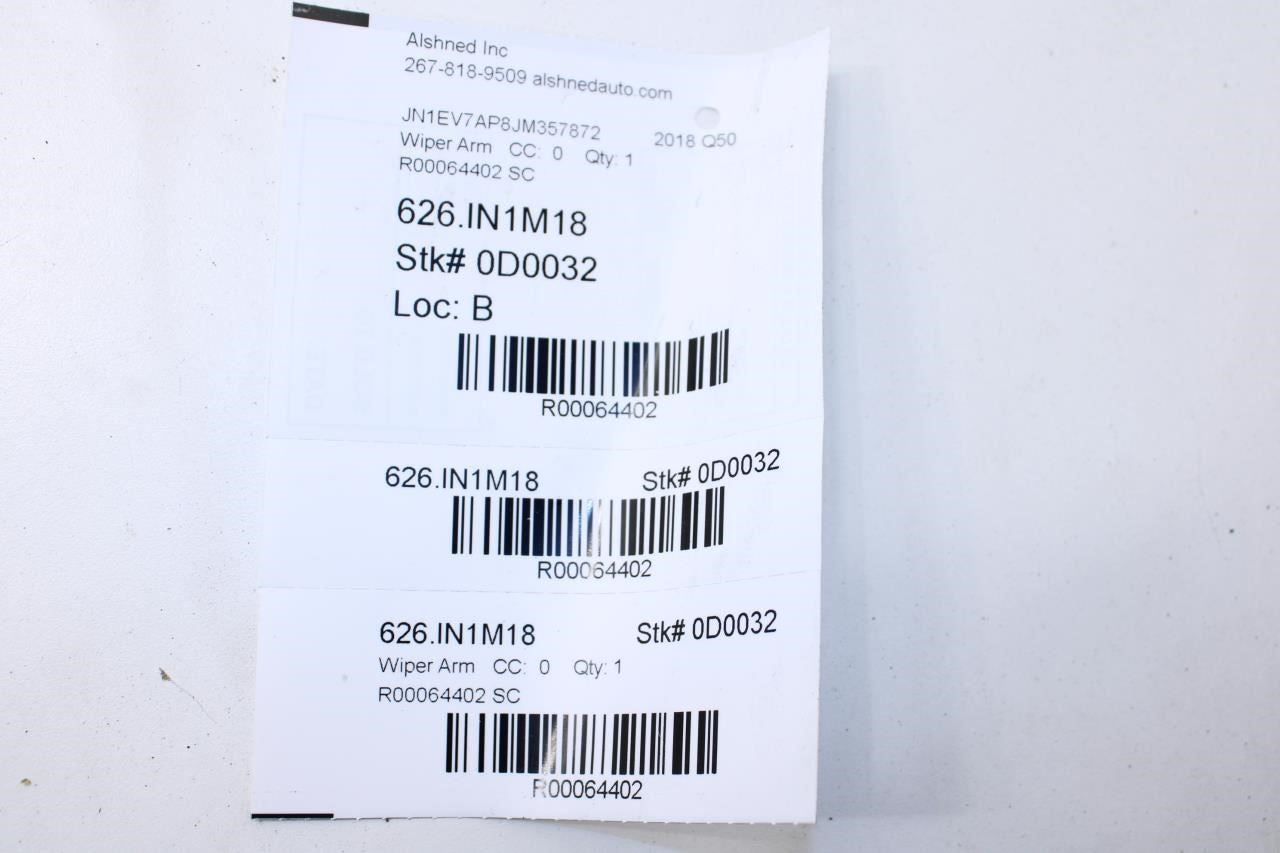 Alshned Inc
267-818-9509 alshnedauto.com
JN1EV7AP8JM357872 2018 Q50
Wiper Arm CC: 0 Qty: 1
R00064402 SC
626.IN1M18
Stk# 0D0032
Loc: B
R00064402
626.IN1M18 Stk# 0D0032
R00064402
626.IN1M18 Stk# 0D0032
Wiper Arm CC: 0 Qty: 1
R00064402 SC
R00064402